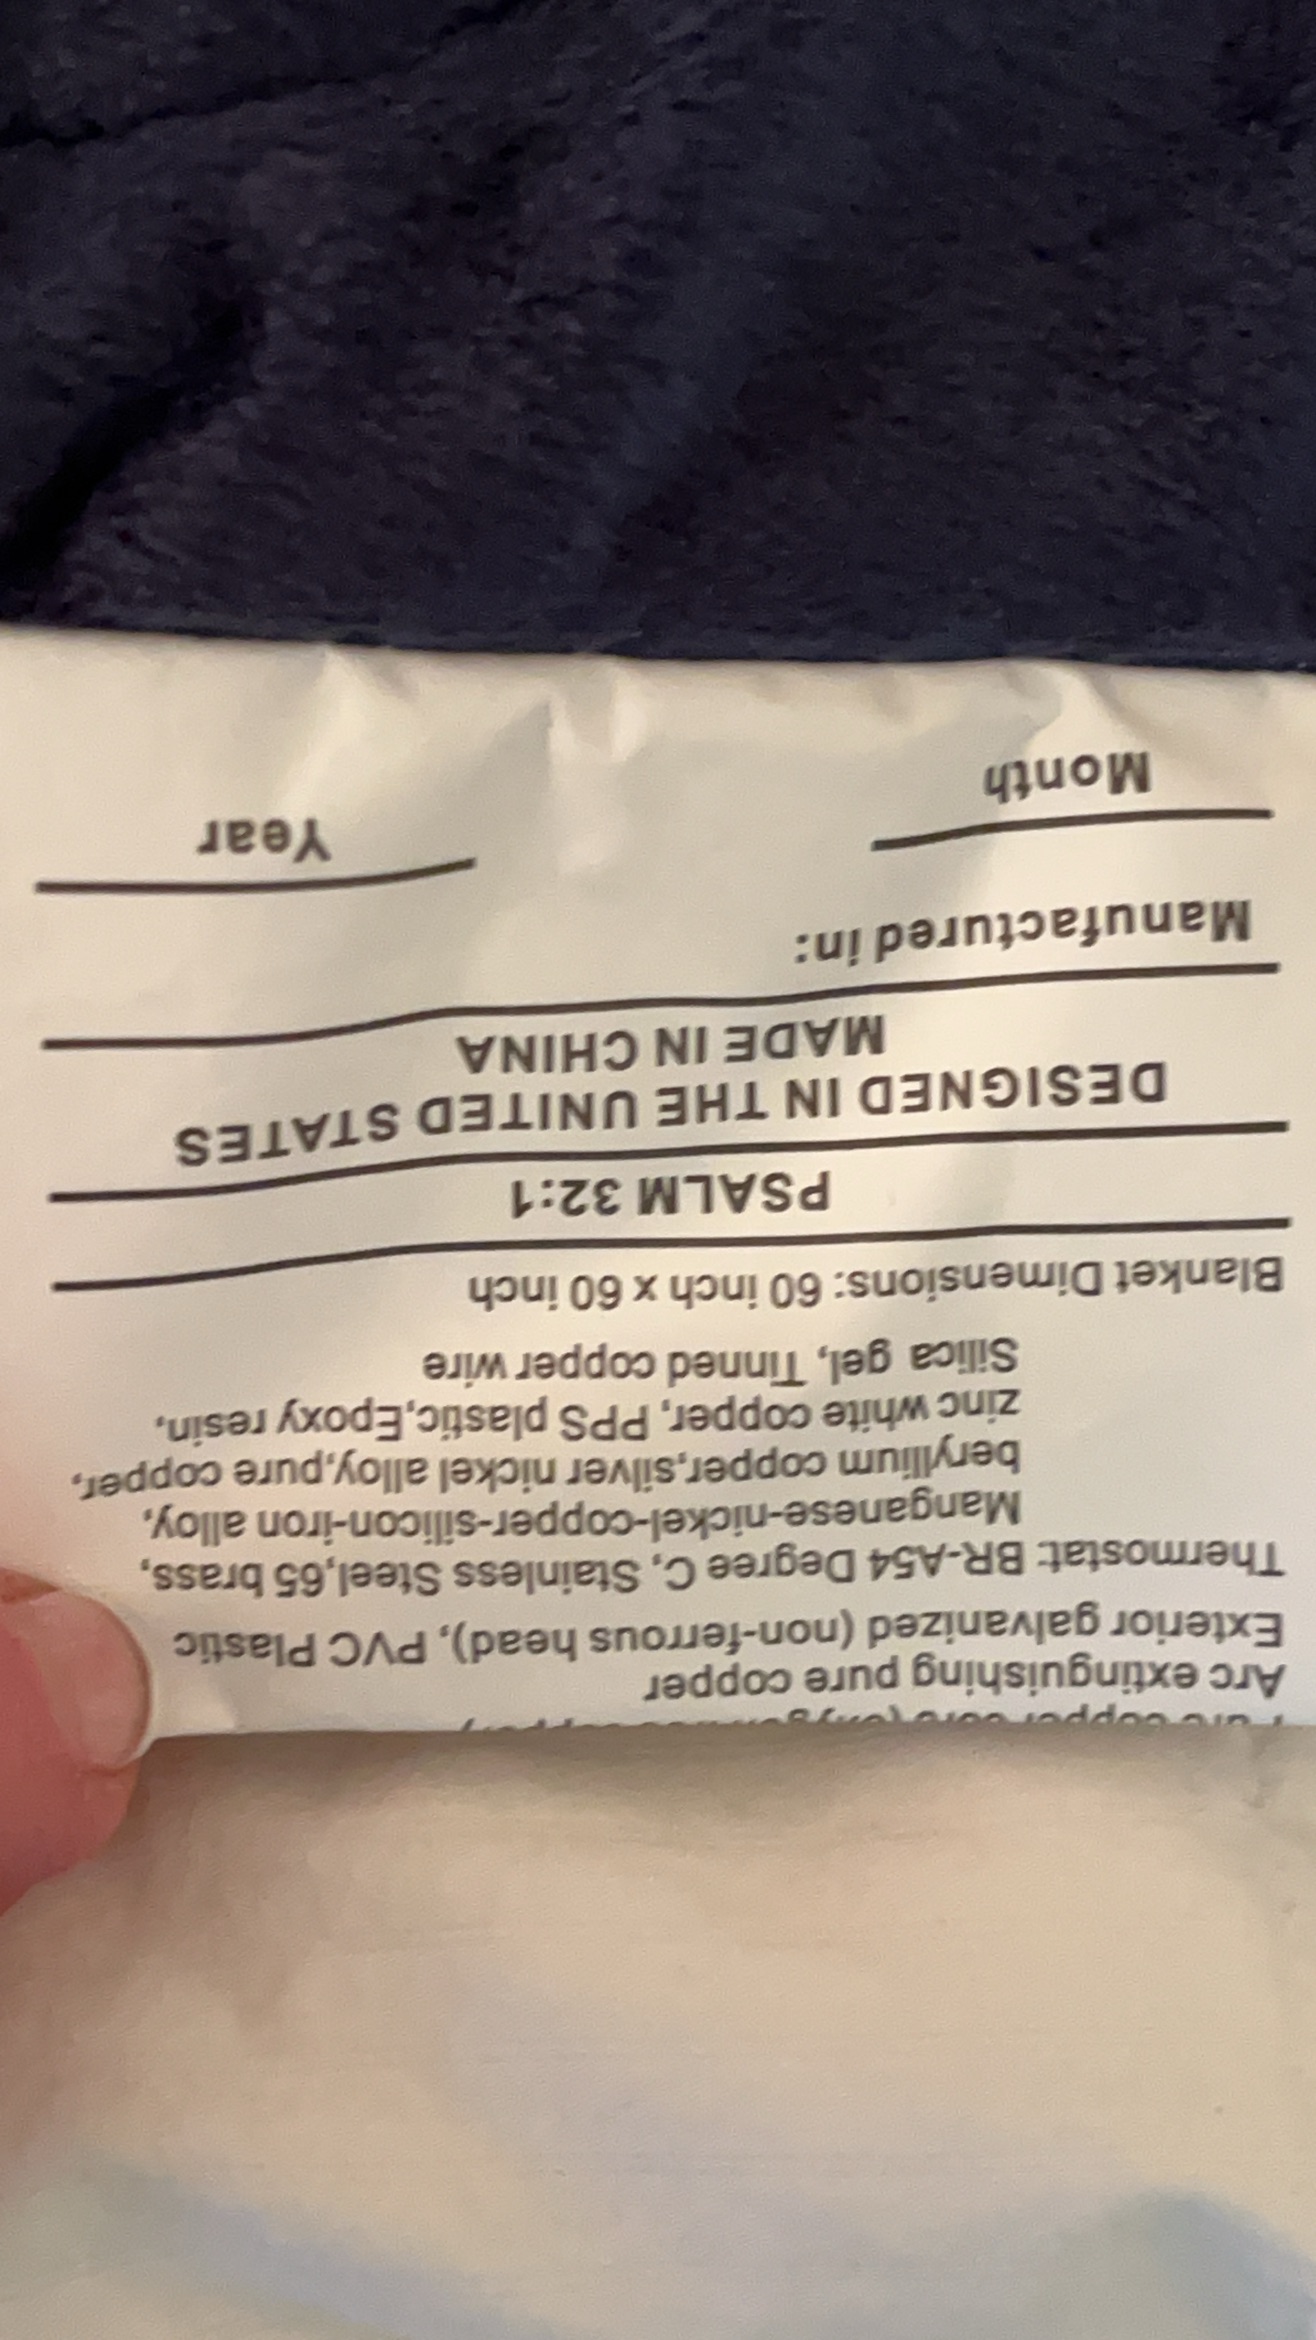 Arc extinguishing pure copper
Exterior galvanized (non-ferrous head), PVC Plastic
Thermostat: BR-A54 Degree C, Stainless Steel,65 brass,
Manganese-nickel-copper-silicon-iron alloy,
beryllium copper,silver nickel alloy,pure copper,
zinc white copper, PPS plastic,Epoxy resin,
Silica gel, Tinned copper wire
Blanket Dimensions: 60 inch x 60 inch
PSALM 32:1
DESIGNED IN THE UNITED STATES
MADE IN CHINA
Manufactured in:
Month Year